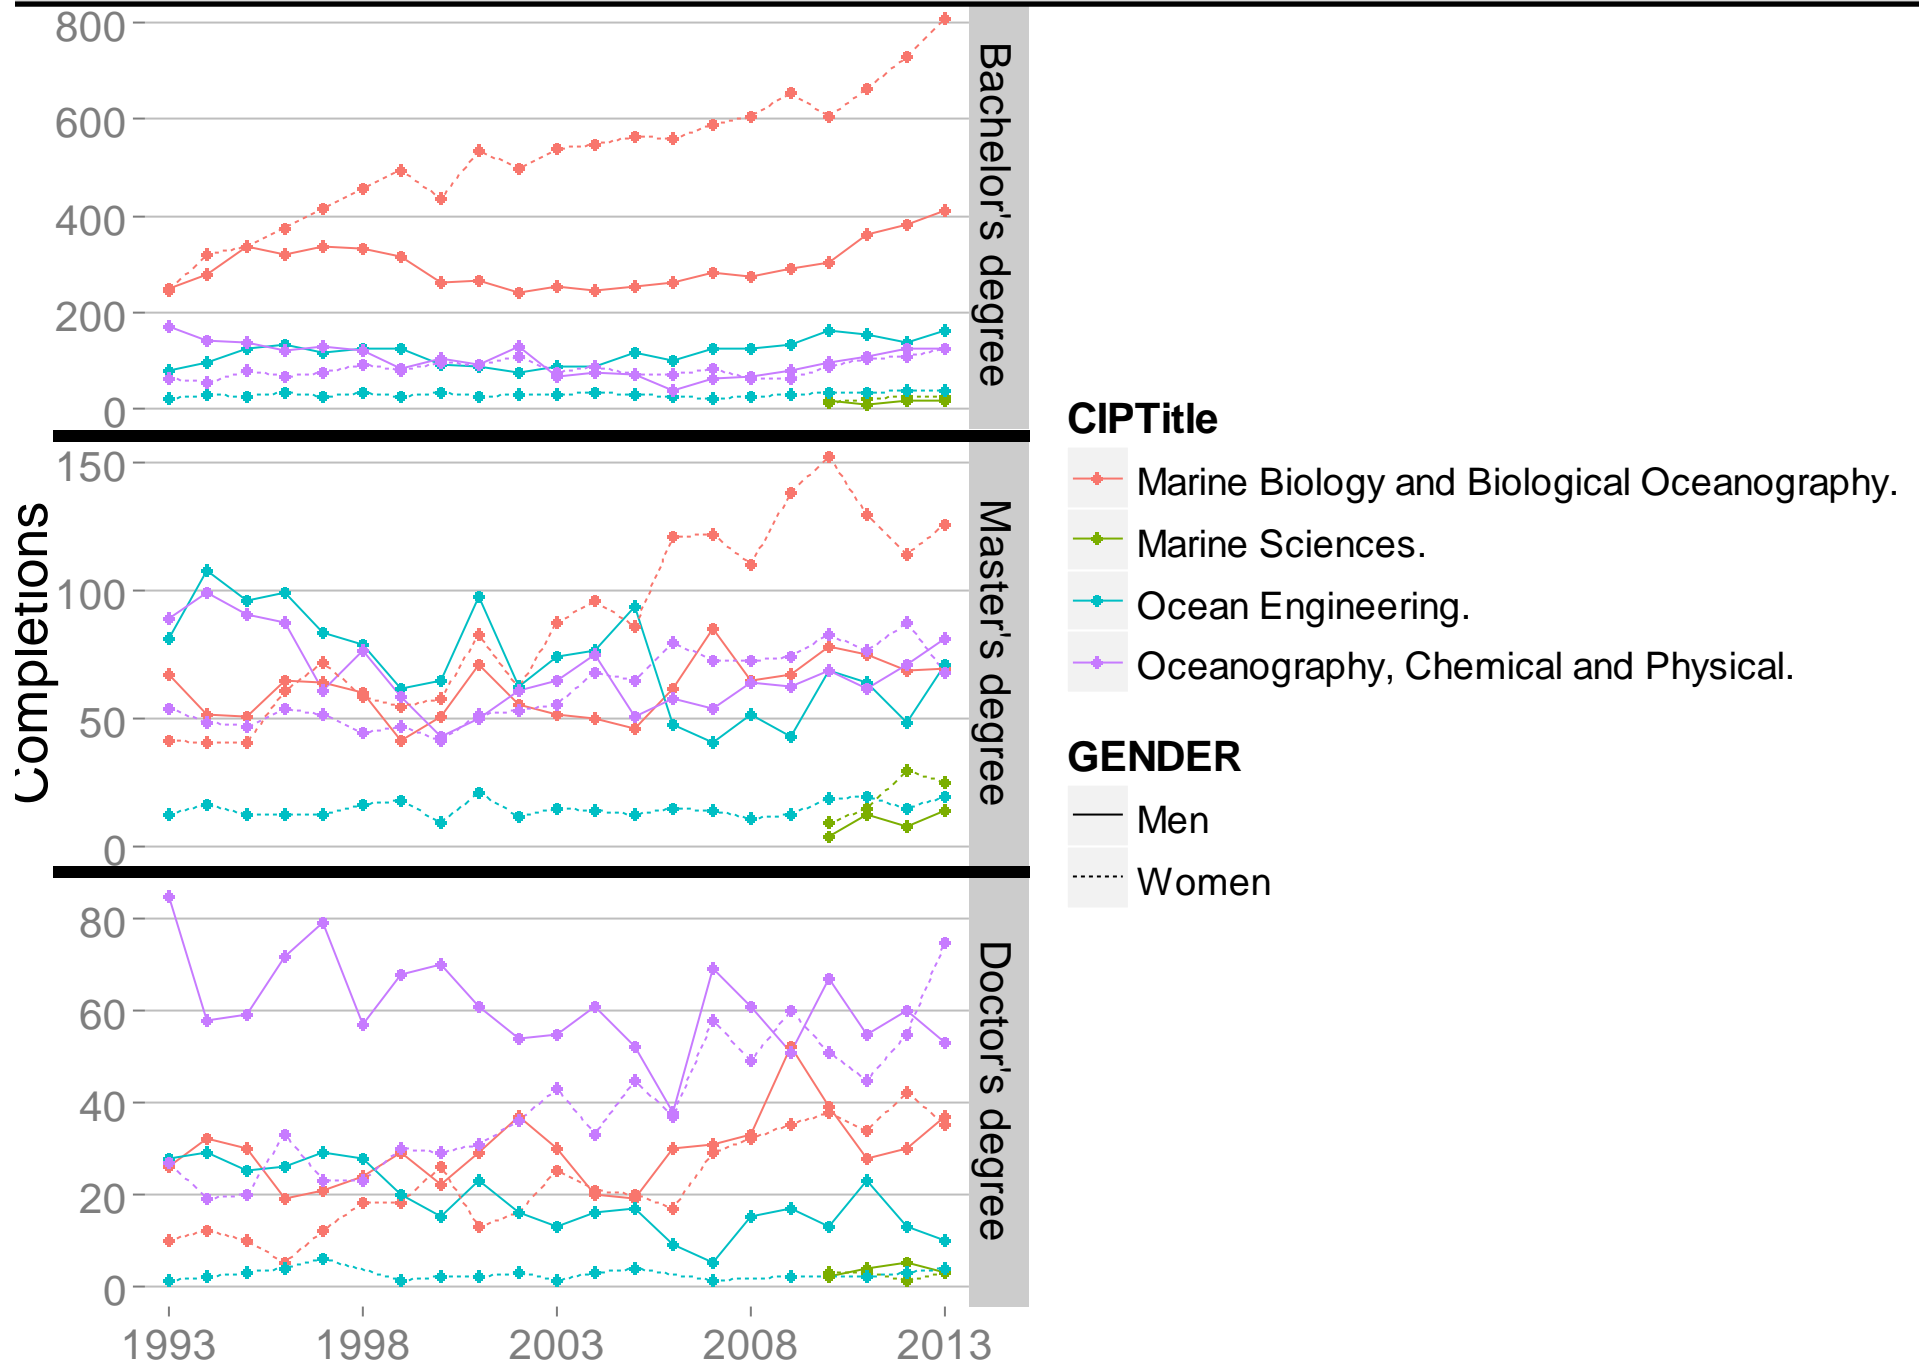 Completions
800
600
400
200
0
Bachelor's degree
150
100
50
0
Master's degree
80
60
40
20
0
Doctor's degree
1993 1998 2003 2008 2013
CIPTitle
Marine Biology and Biological Oceanography.
Marine Sciences.
Ocean Engineering.
Oceanography, Chemical and Physical.
GENDER
Men
Women